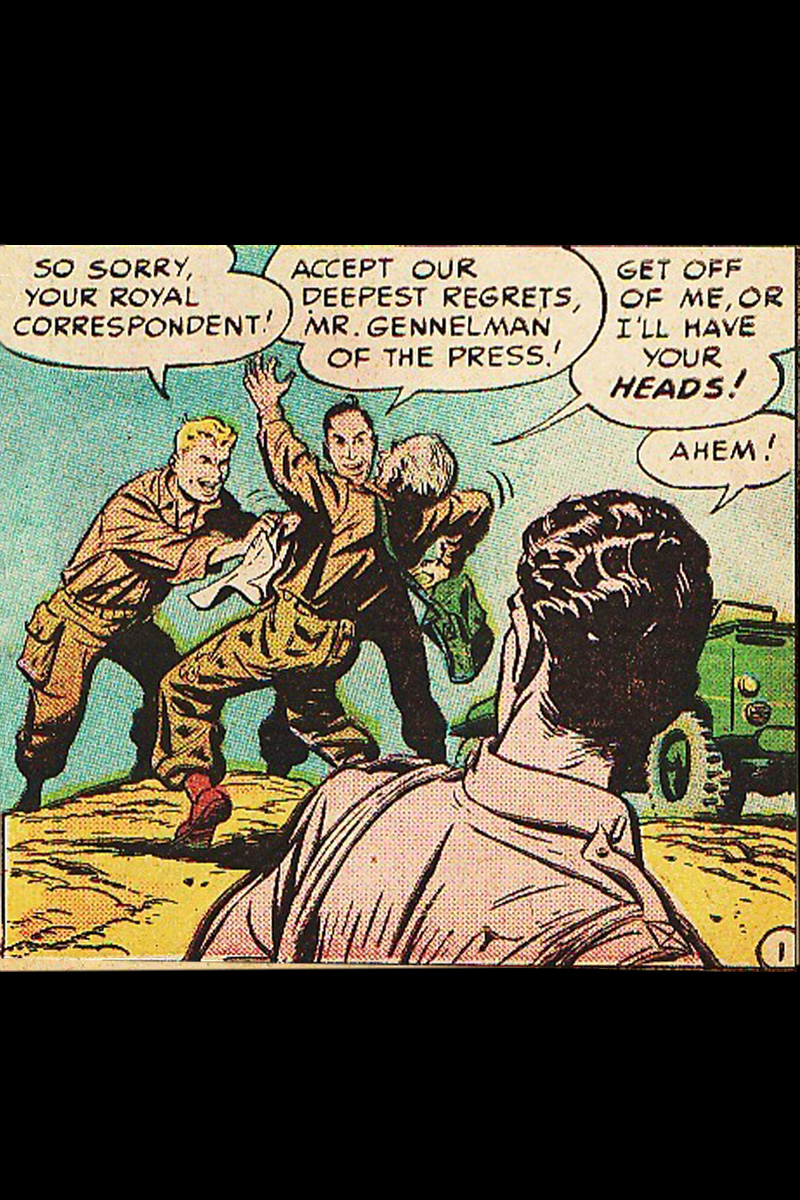 SO SORRY,
YOUR ROYAL
CORRESPONDENT!
ACCEPT OUR
DEEPEST REGRETS,
MR. GENNELMAN
OF THE PRESS!
GET OFF
OF ME, OR
I'LL HAVE
YOUR
HEADS!
AHEM!
1